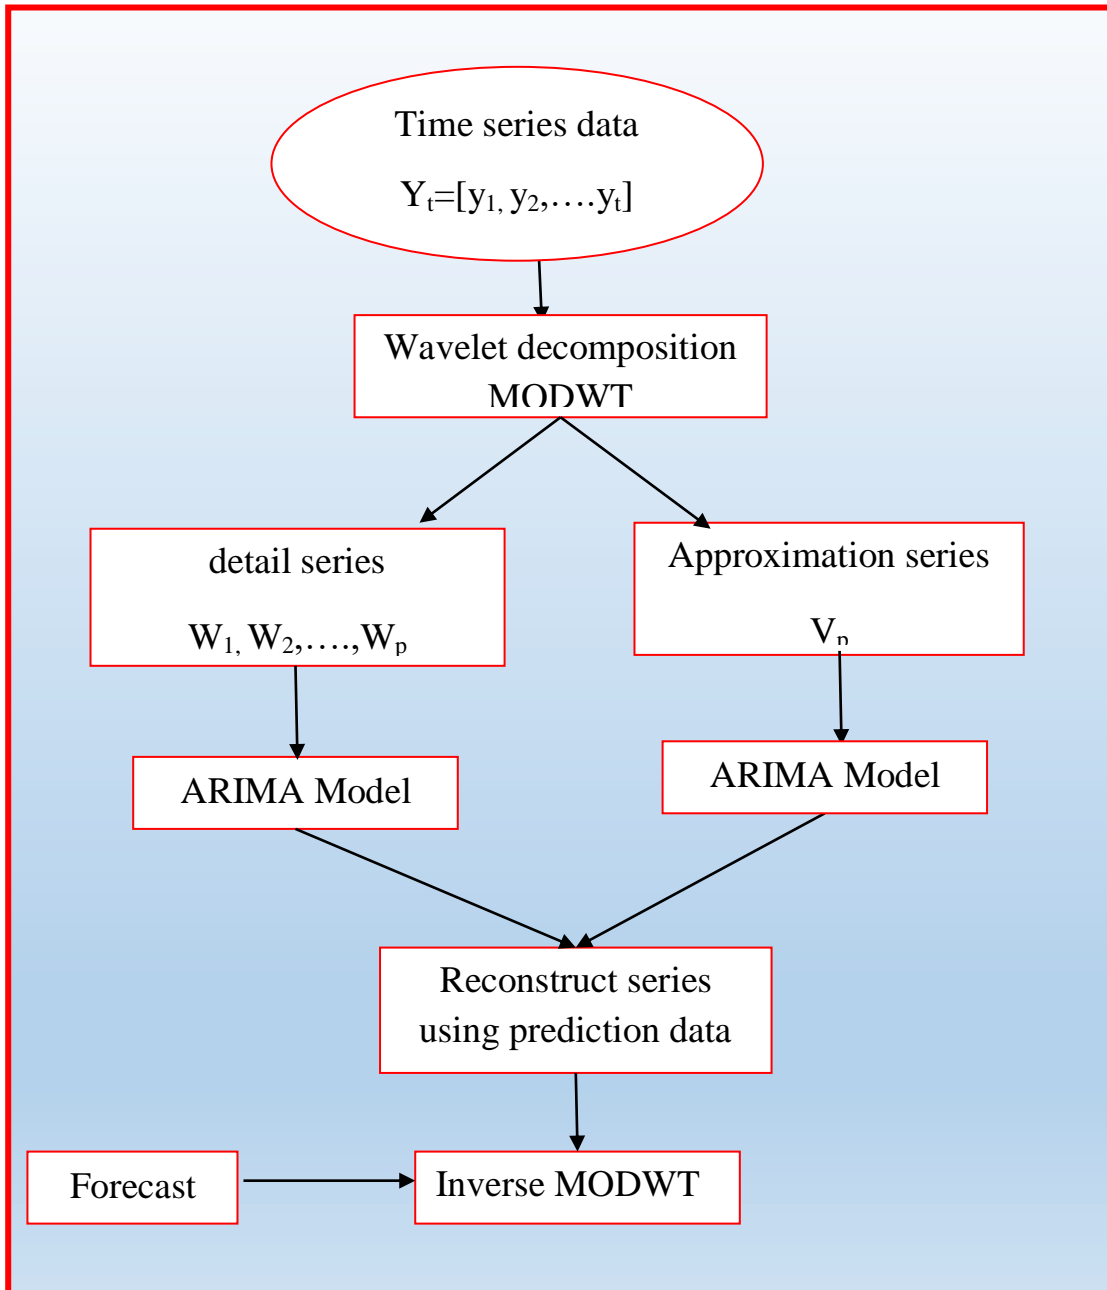 Time series data
Yₜ=[y₁, y₂,….yₜ]
Wavelet decomposition
MODWT
detail series
W₁, W₂,….,Wₚ
Approximation series
Vₚ
ARIMA Model
ARIMA Model
Reconstruct series
using prediction data
Forecast
Inverse MODWT